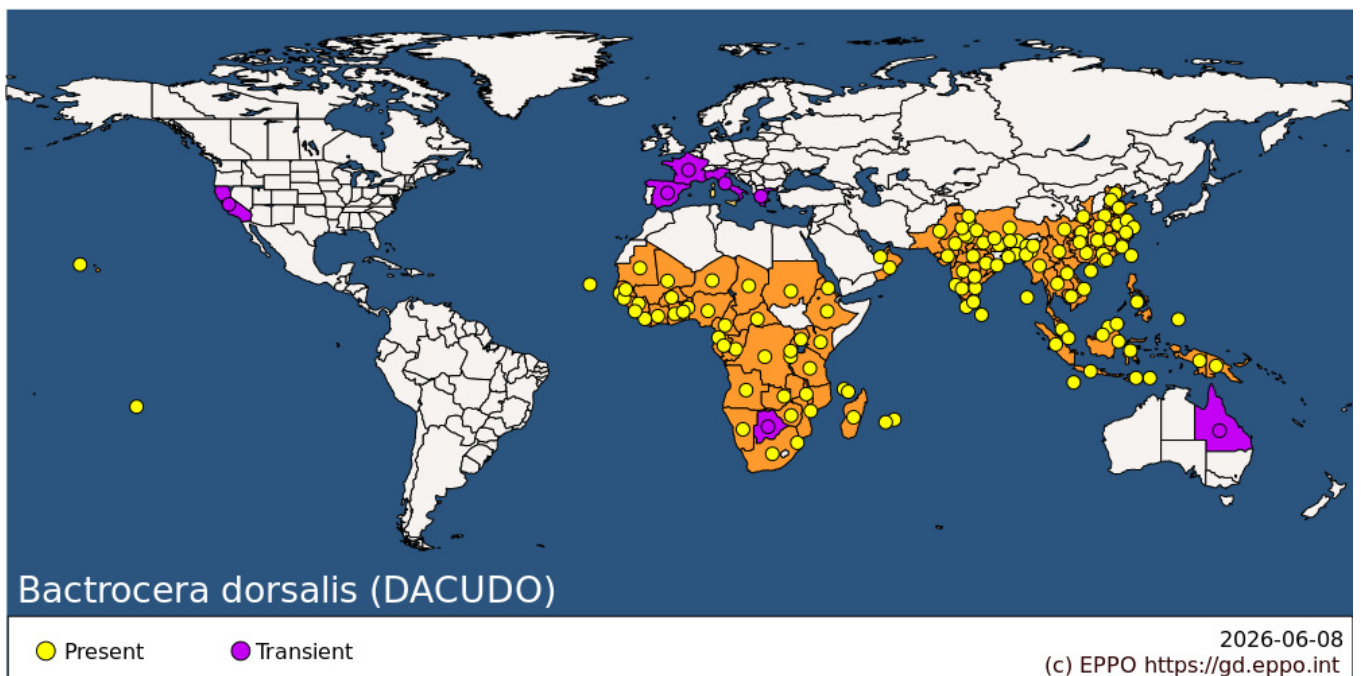 Bactrocera dorsalis (DACUDO)
Present
Transient
2026-06-08
(c) EPPO https://gd.eppo.int